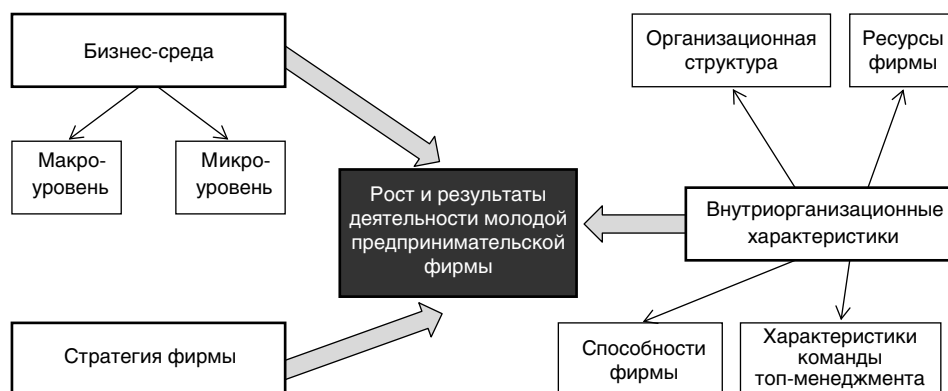 Бизнес-среда
Макро-
уровень
Микро-
уровень
Организационная
структура
Ресурсы
фирмы
Рост и результаты
деятельности молодой
предпринимательской
фирмы
Внутриорганизационные
характеристики
Стратегия фирмы
Способности
фирмы
Характеристики
команды
топ-менеджмента